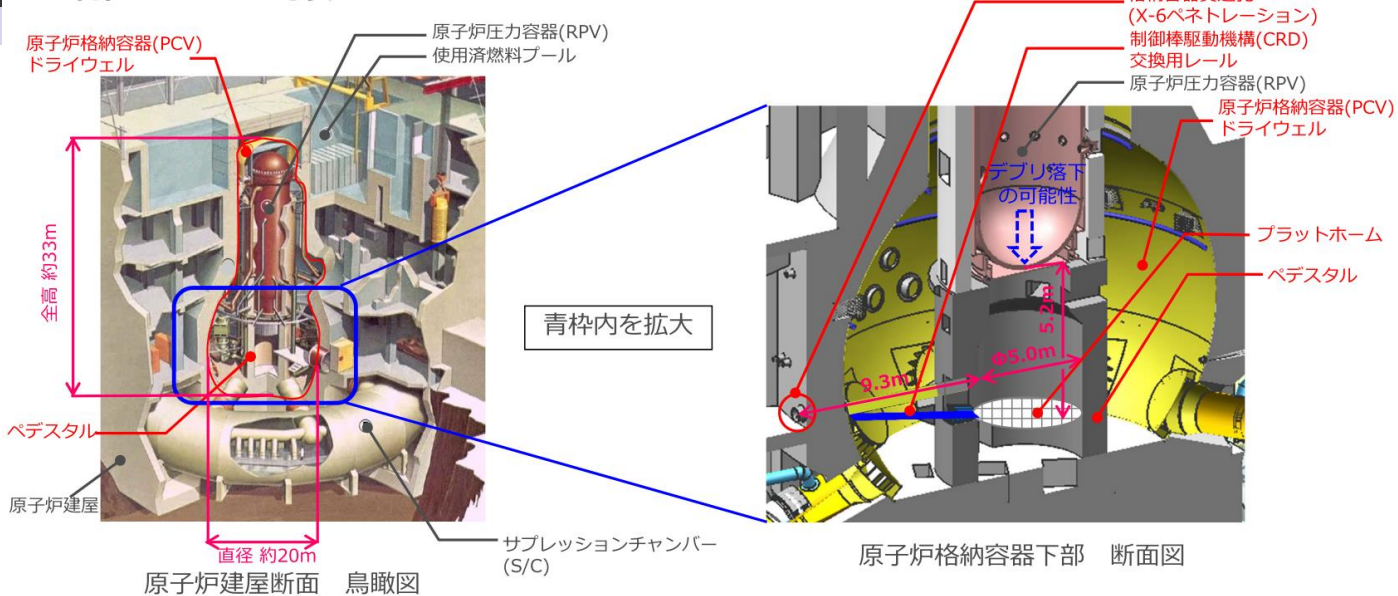 原子炉格納容器(PCV)
ドライウェル
原子炉圧力容器(RPV)
使用済燃料プール
全高 約33m
ペデスタル
原子炉建屋
直径 約20m
サプレッションチャンバー
(S/C)
原子炉建屋断面 鳥瞰図
青枠内を拡大
(X-6ペネトレーション)
制御棒駆動機構(CRD)
交換用レール
原子炉圧力容器(RPV)
原子炉格納容器(PCV)
ドライウェル
デブリ落下
の可能性
プラットホーム
ペデスタル
5.2m
Φ5.0m
9.3m
原子炉格納容器下部 断面図